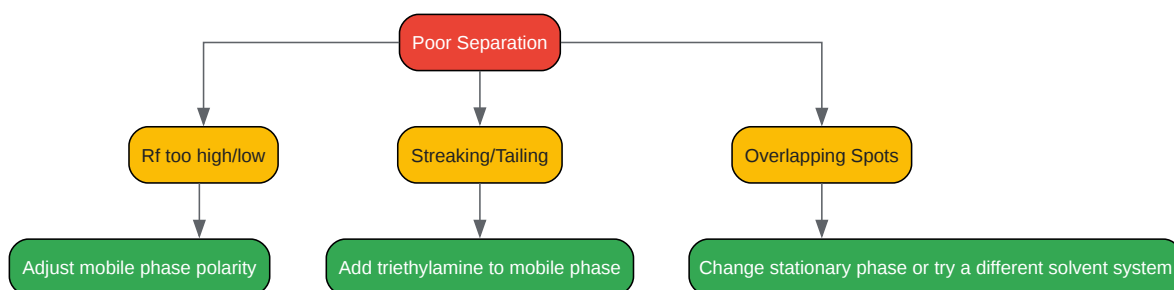 Poor Separation
Rf too high/low
Streaking/Tailing
Overlapping Spots
Adjust mobile phase polarity
Add triethylamine to mobile phase
Change stationary phase or try a different solvent system